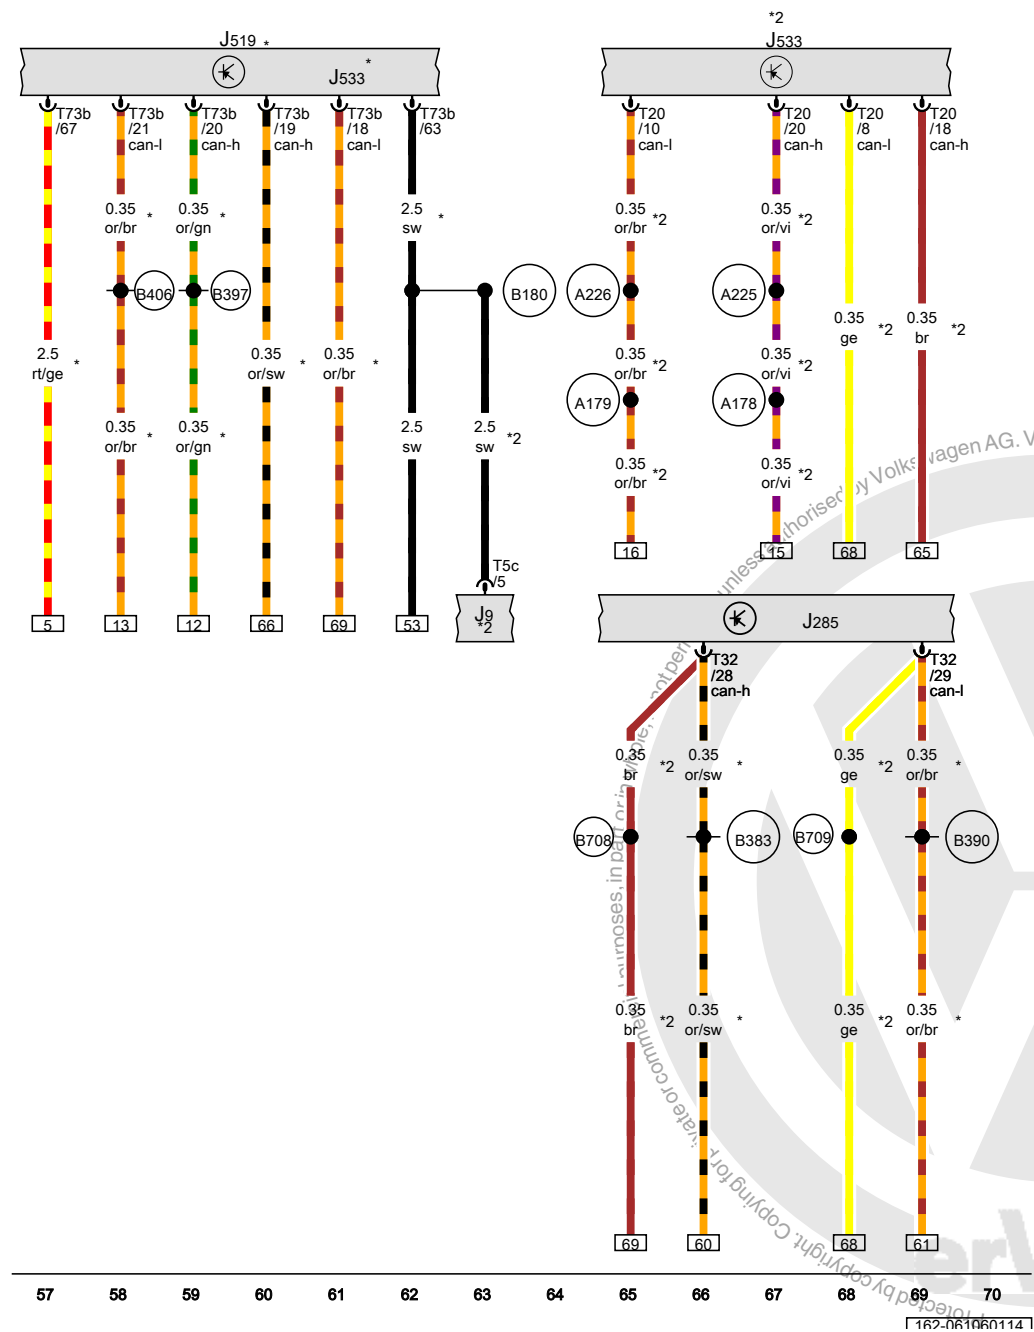 J519 *
J533 *
*2
J533
T73b
/67
T73b
/21
can-l
T73b
/20
can-h
T73b
/19
can-h
T73b
/18
can-l
T73b
/63
T20
/10
can-l
T20
/20
can-h
T20
/8
can-l
T20
/18
can-h
0.35
or/br *
0.35
or/gn *
2.5
sw *
0.35
or/br *2
0.35
or/vi *2
B406
B397
B180
A226
A225
2.5
rt/ge *
0.35
or/sw *
0.35
or/br *
0.35
or/br *2
0.35
or/vi *2
0.35
ge *2
0.35
br *2
A179
A178
0.35
or/br *
0.35
or/gn *
2.5
sw
2.5
sw *2
0.35
or/br *2
0.35
or/vi *2
16
15
68
65
T5c
/5
J9
*2
5
13
12
66
69
53
J285
T32
/28
can-h
T32
/29
can-l
0.35
br *2
0.35
or/sw *
0.35
ge *2
0.35
or/br *
B708
B383
B709
B390
0.35
br *2
0.35
or/sw *
0.35
ge *2
0.35
or/br *
69
60
68
61
57 58 59 60 61 62 63 64 65 66 67 68 69 70